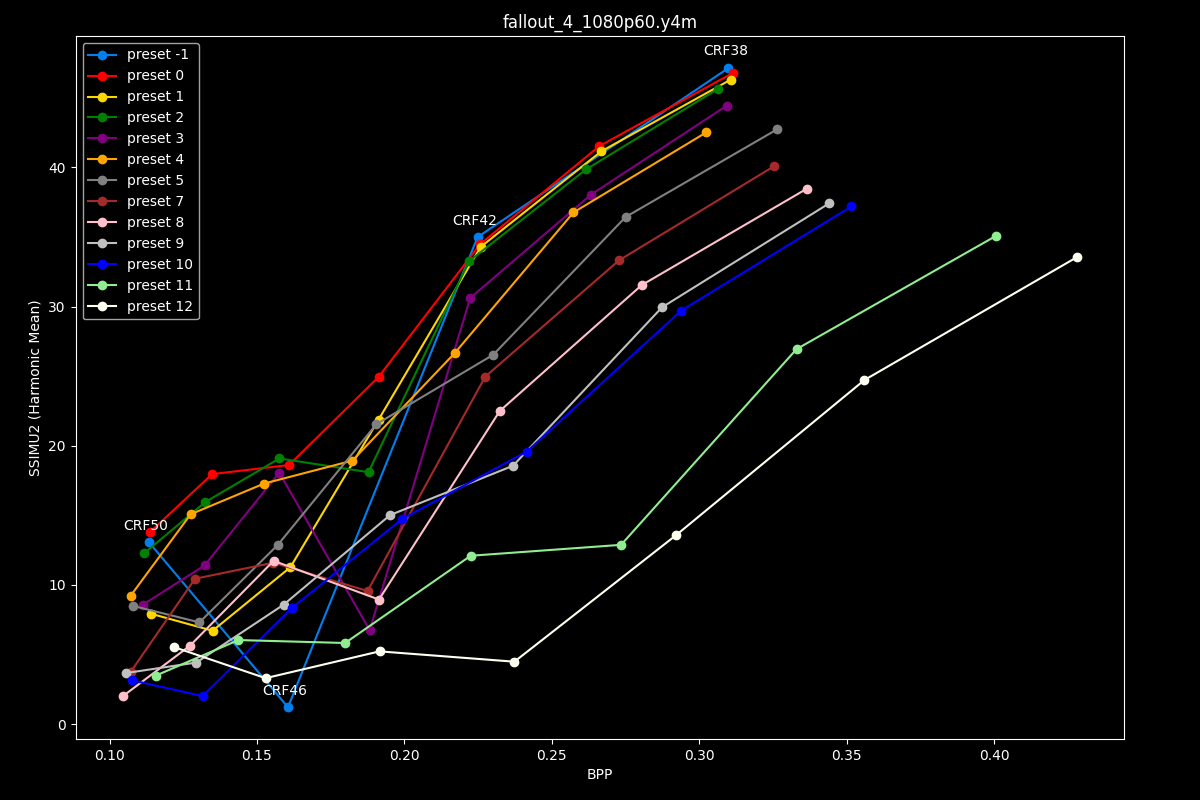 fallout_4_1080p60.y4m
CRF38
preset -1
preset 0
preset 1
preset 2
preset 3
preset 4
preset 5
preset 7
preset 8
preset 9
preset 10
preset 11
preset 12
CRF42
CRF50
CRF46
SSIMU2 (Harmonic Mean)
40
30
20
10
0
0.10 0.15 0.20 0.25 0.30 0.35 0.40
BPP